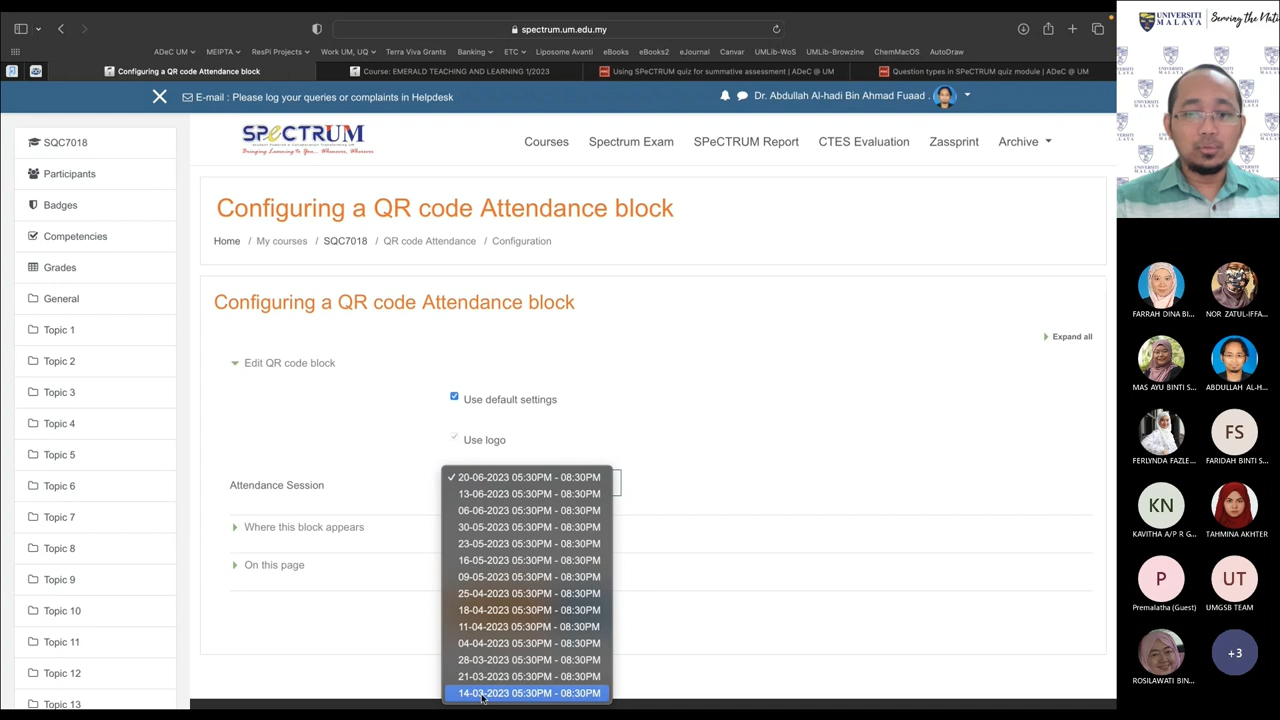 spectrum.um.edu.my
ADeC UM
MEIPTA
ResPi Projects
Work UM, UQ
Terra Viva Grants
Banking
ETC
Liposome Avanti
eBooks
eBooks2
eJournal
Canvar
UMLib-WoS
UMLib-Browzine
ChemMacOS
AutoDraw
Configuring a QR code Attendance block
Course: EMERALD TEACHING AND LEARNING 1/2023
Using SPeCTRUM quiz for summative assessment | ADeC @ UM
Question types in SPeCTRUM quiz module | ADeC @ UM
E-mail : Please log your queries or complaints in Helpdesk
Dr. Abdullah Al-hadi Bin Ahmad Fuaad .
SPeCTRUM
Bringing Learning to You... Whenever, Wherever
Courses
Spectrum Exam
SPeCTRUM Report
CTES Evaluation
Zassprint
Archive
SQC7018
Participants
Badges
Competencies
Grades
General
Topic 1
Topic 2
Topic 3
Topic 4
Topic 5
Topic 6
Topic 7
Topic 8
Topic 9
Topic 10
Topic 11
Topic 12
Topic 13
Configuring a QR code Attendance block
Home / My courses / SQC7018 / QR code Attendance / Configuration
Configuring a QR code Attendance block
Expand all
Edit QR code block
Use default settings
Use logo
Attendance Session
20-06-2023 05:30PM - 08:30PM
13-06-2023 05:30PM - 08:30PM
06-06-2023 05:30PM - 08:30PM
30-05-2023 05:30PM - 08:30PM
23-05-2023 05:30PM - 08:30PM
16-05-2023 05:30PM - 08:30PM
09-05-2023 05:30PM - 08:30PM
25-04-2023 05:30PM - 08:30PM
18-04-2023 05:30PM - 08:30PM
11-04-2023 05:30PM - 08:30PM
04-04-2023 05:30PM - 08:30PM
28-03-2023 05:30PM - 08:30PM
21-03-2023 05:30PM - 08:30PM
14-03-2023 05:30PM - 08:30PM
Where this block appears
On this page
UNIVERSITI
MALAYA
Serving the Nati
FARRAH DINA BI...
NOR ZATUL-IFFA...
MAS AYU BINTI S...
ABDULLAH AL-H...
FERLYNDA FAZLE...
FS
FARIDAH BINTI S...
KN
KAVITHA A/P R G...
TAHMINA AKHTER
P
Premalatha (Guest)
UT
UMGSB TEAM
ROSILAWATI BIN...
+3